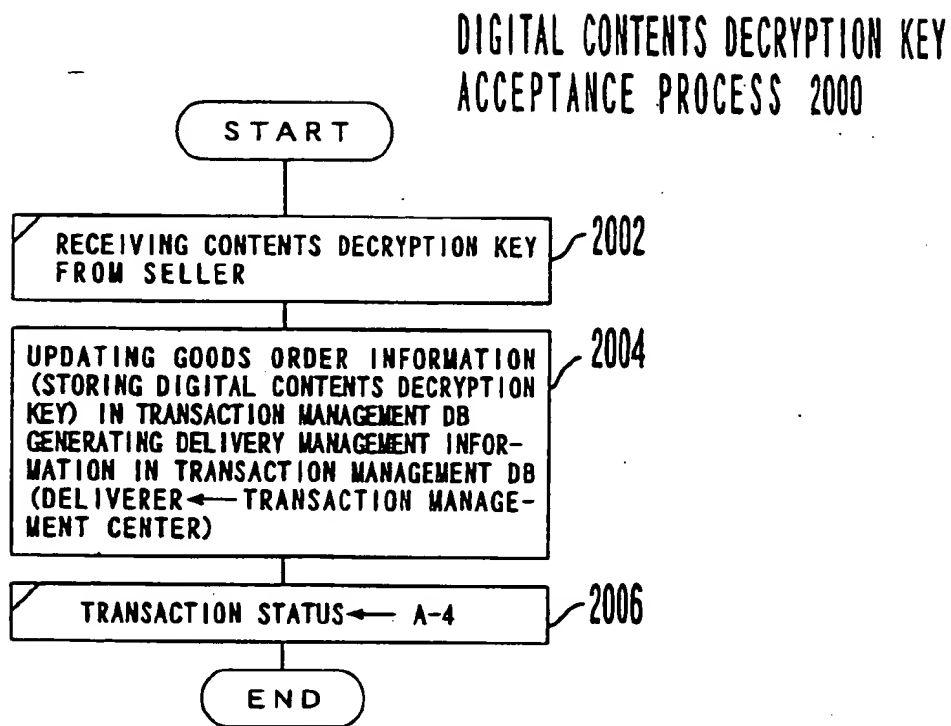 DIGITAL CONTENTS DECRYPTION KEY
ACCEPTANCE PROCESS 2000
START
RECEIVING CONTENTS DECRYPTION KEY
FROM SELLER
2002
UPDATING GOODS ORDER INFORMATION
(STORING DIGITAL CONTENTS DECRYPTION
KEY) IN TRANSACTION MANAGEMENT DB
GENERATING DELIVERY MANAGEMENT INFOR-
MATION IN TRANSACTION MANAGEMENT DB
(DELIVERER ← TRANSACTION MANAGE-
MENT CENTER)
2004
TRANSACTION STATUS ← A-4
2006
END